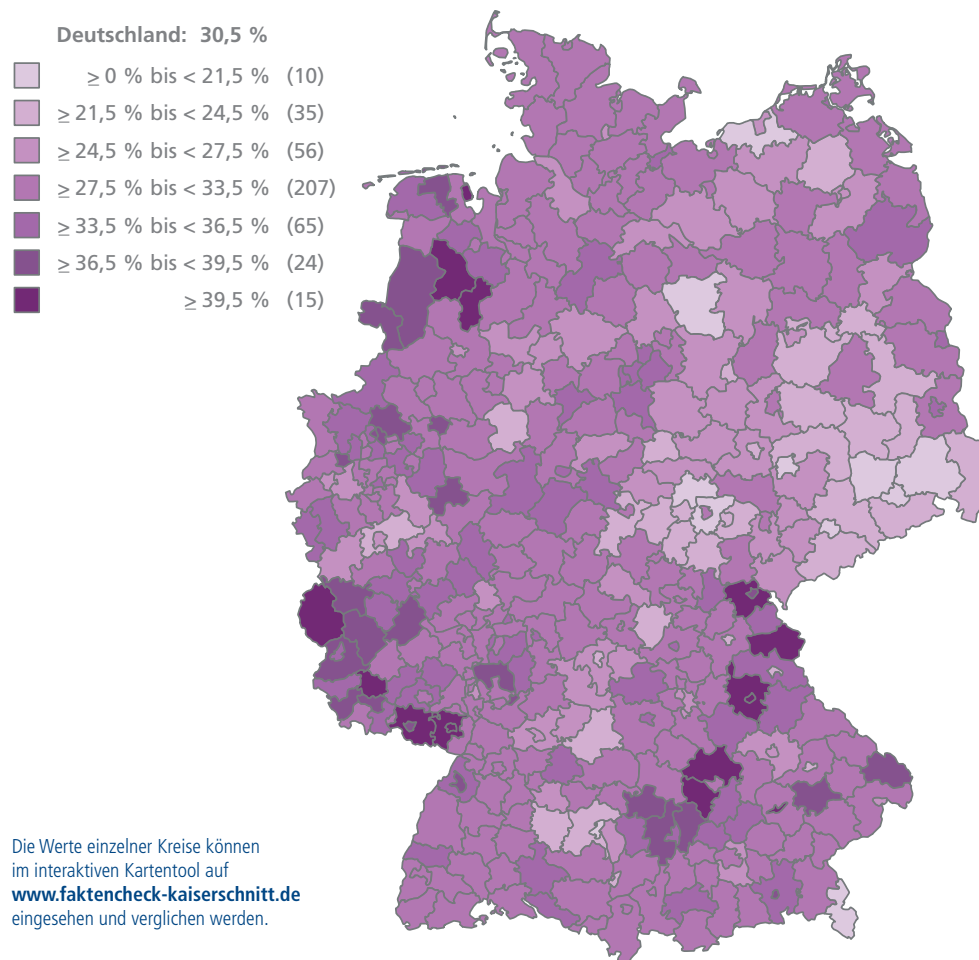 Deutschland: 30,5 %
≥ 0 % bis < 21,5 % (10)
≥ 21,5 % bis < 24,5 % (35)
≥ 24,5 % bis < 27,5 % (56)
≥ 27,5 % bis < 33,5 % (207)
≥ 33,5 % bis < 36,5 % (65)
≥ 36,5 % bis < 39,5 % (24)
≥ 39,5 % (15)
Die Werte einzelner Kreise können
im interaktiven Kartentool auf
www.faktencheck-kaiserschnitt.de
eingesehen und verglichen werden.